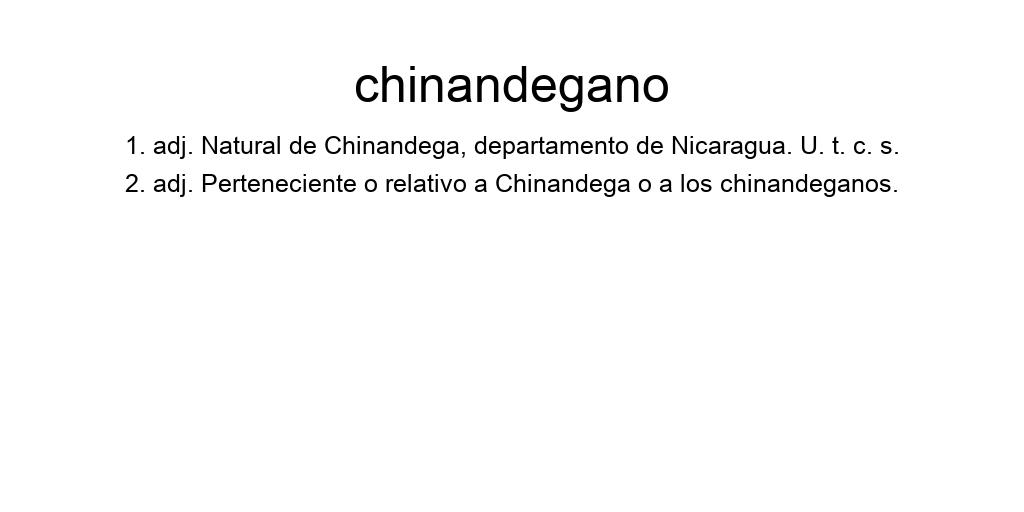 chinandegano
1. adj. Natural de Chinandega, departamento de Nicaragua. U. t. c. s.
2. adj. Perteneciente o relativo a Chinandega o a los chinandeganos.